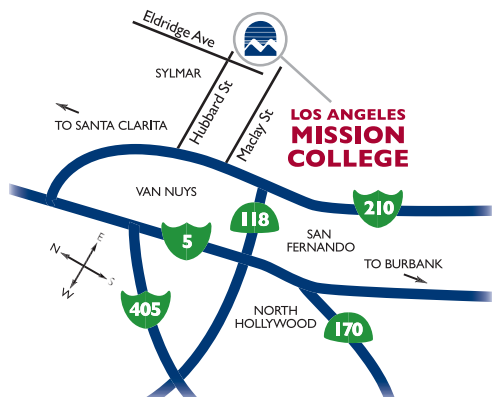 Eldridge Ave
SYLMAR
Hubbard St
Maclay St
LOS ANGELES
MISSION
COLLEGE
TO SANTA CLARITA
VAN NUYS
118
210
5
SAN
FERNANDO
TO BURBANK
N
E
S
W
405
NORTH
HOLLYWOOD
170